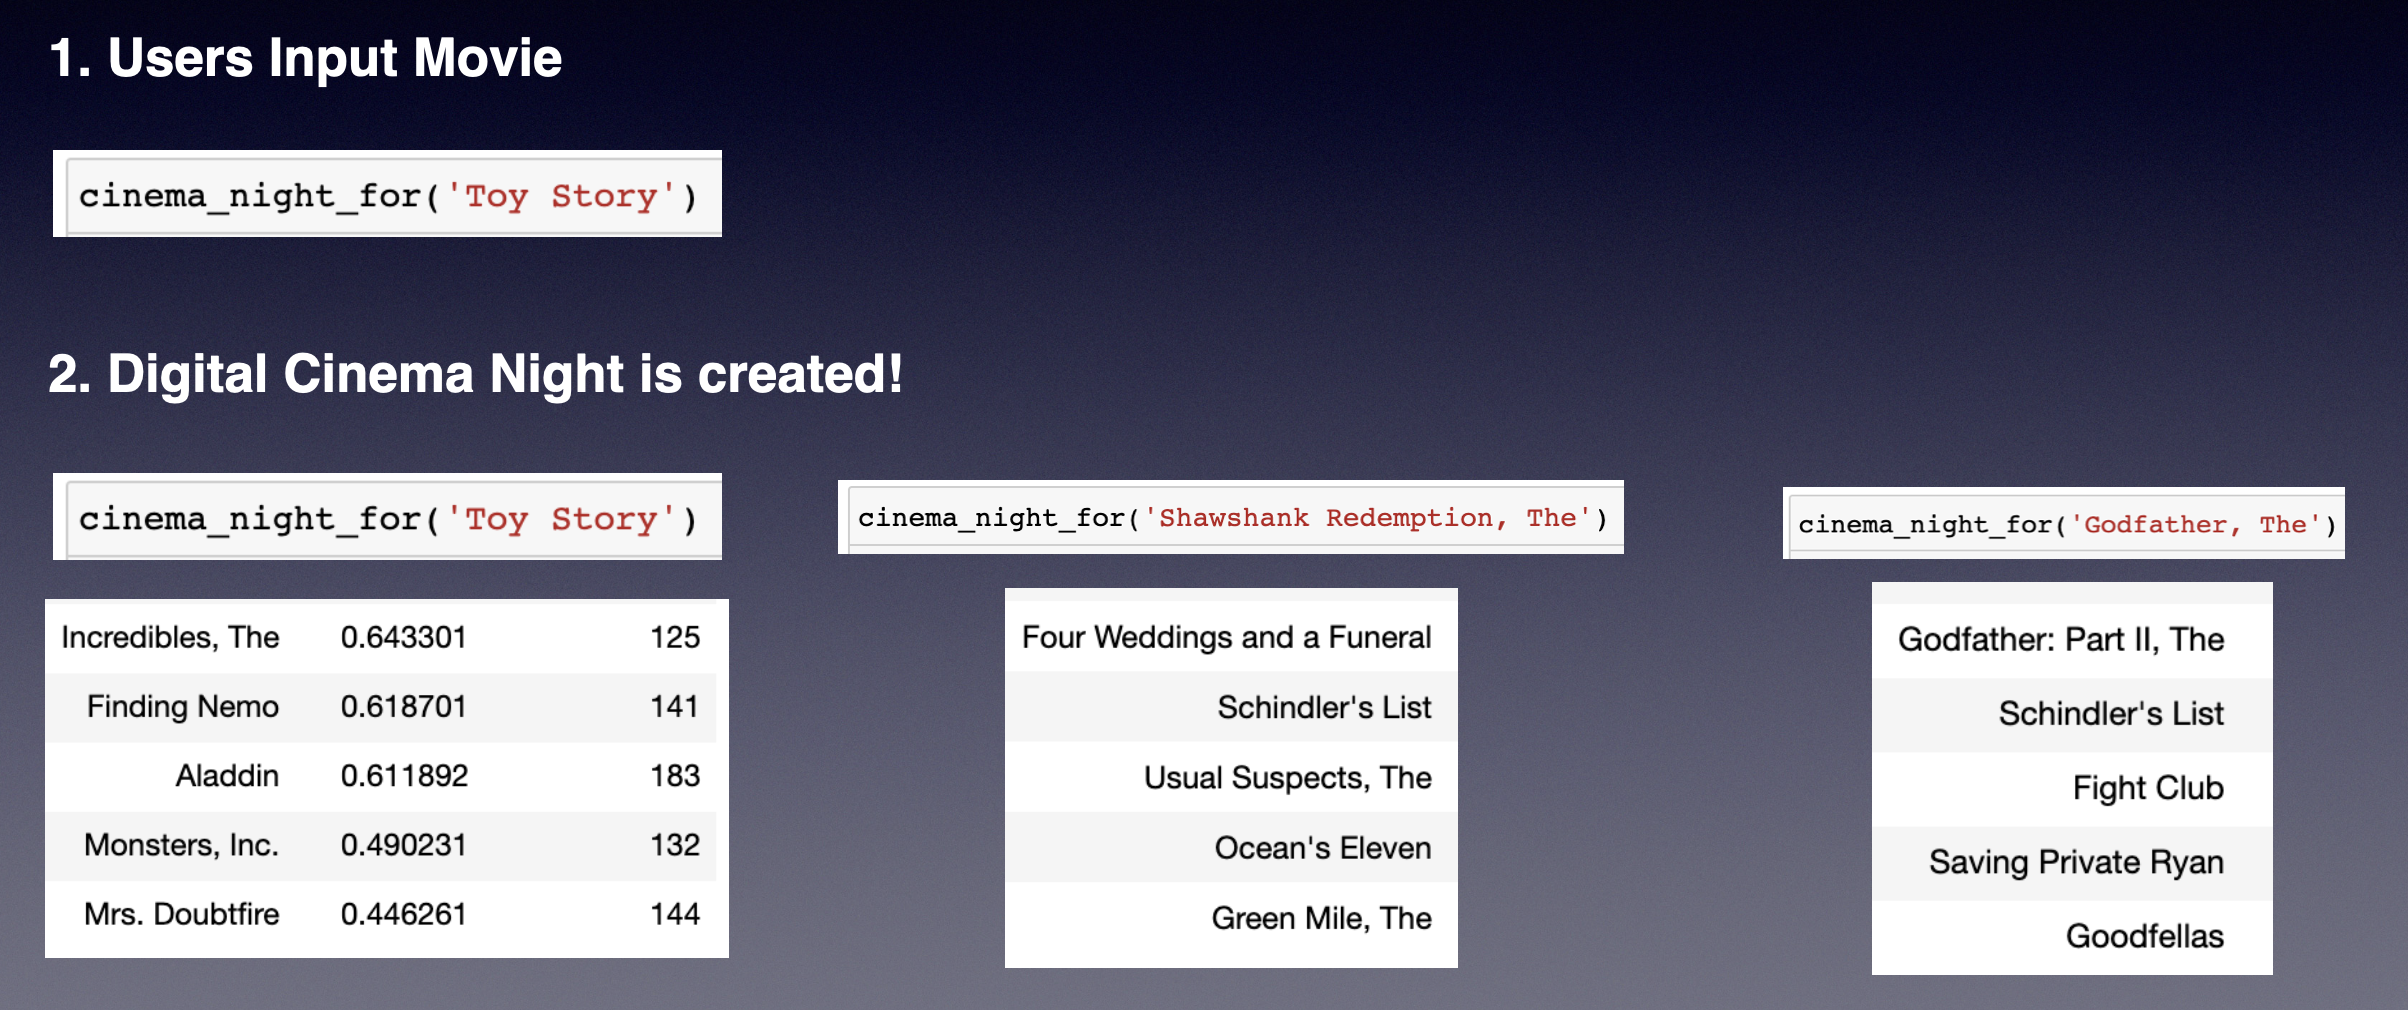 1. Users Input Movie
cinema_night_for('Toy Story')
2. Digital Cinema Night is created!
cinema_night_for('Toy Story')
Incredibles, The 0.643301 125
Finding Nemo 0.618701 141
Aladdin 0.611892 183
Monsters, Inc. 0.490231 132
Mrs. Doubtfire 0.446261 144
cinema_night_for('Shawshank Redemption, The')
Four Weddings and a Funeral
Schindler's List
Usual Suspects, The
Ocean's Eleven
Green Mile, The
cinema_night_for('Godfather, The')
Godfather: Part II, The
Schindler's List
Fight Club
Saving Private Ryan
Goodfellas